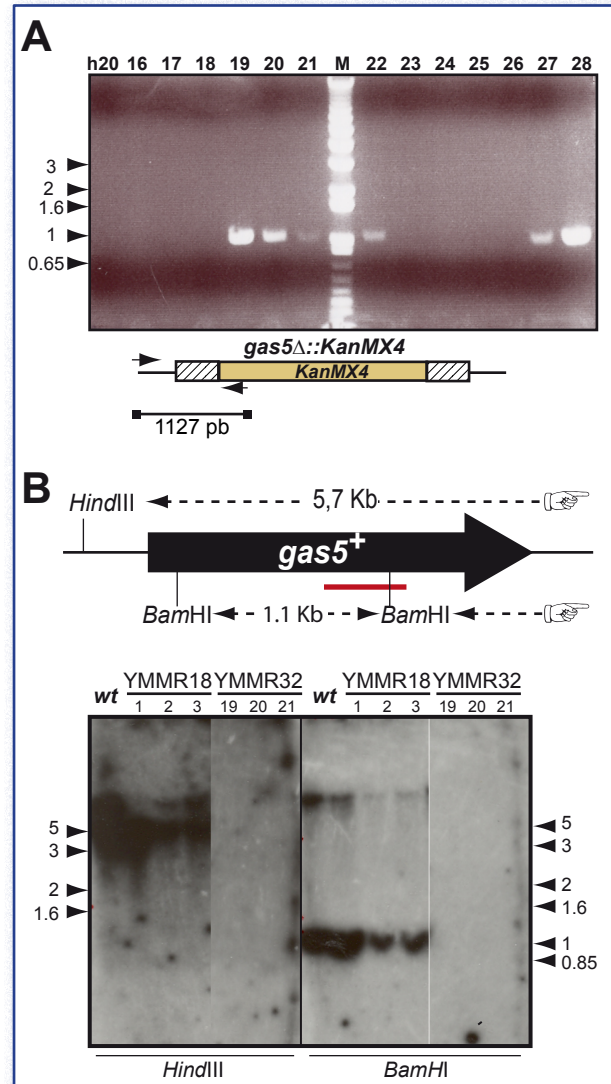 A
h20 16 17 18 19 20 21 M 22 23 24 25 26 27 28
3
2
1.6
1
0.65
gas5Δ::KanMX4
KanMX4
1127 pb
B
HindIII
5,7 Kb
gas5+
BamHI
1.1 Kb
BamHI
wt YMMR18 YMMR32 wt YMMR18 YMMR32
1 2 3 19 20 21 1 2 3 19 20 21
5
3
2
1.6
5
3
2
1.6
1
0.85
HindIII
BamHI